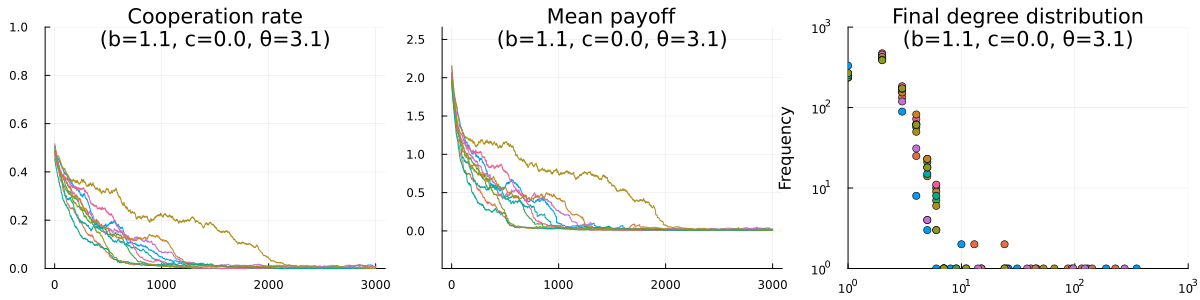 Cooperation rate
(b=1.1, c=0.0, θ=3.1)
1.0
0.8
0.6
0.4
0.2
0.0
0 1000 2000 3000
Mean payoff
(b=1.1, c=0.0, θ=3.1)
2.5
2.0
1.5
1.0
0.5
0.0
0 1000 2000 3000
Final degree distribution
(b=1.1, c=0.0, θ=3.1)
Frequency
10³
10²
10¹
10⁰
10⁰ 10¹ 10² 10³